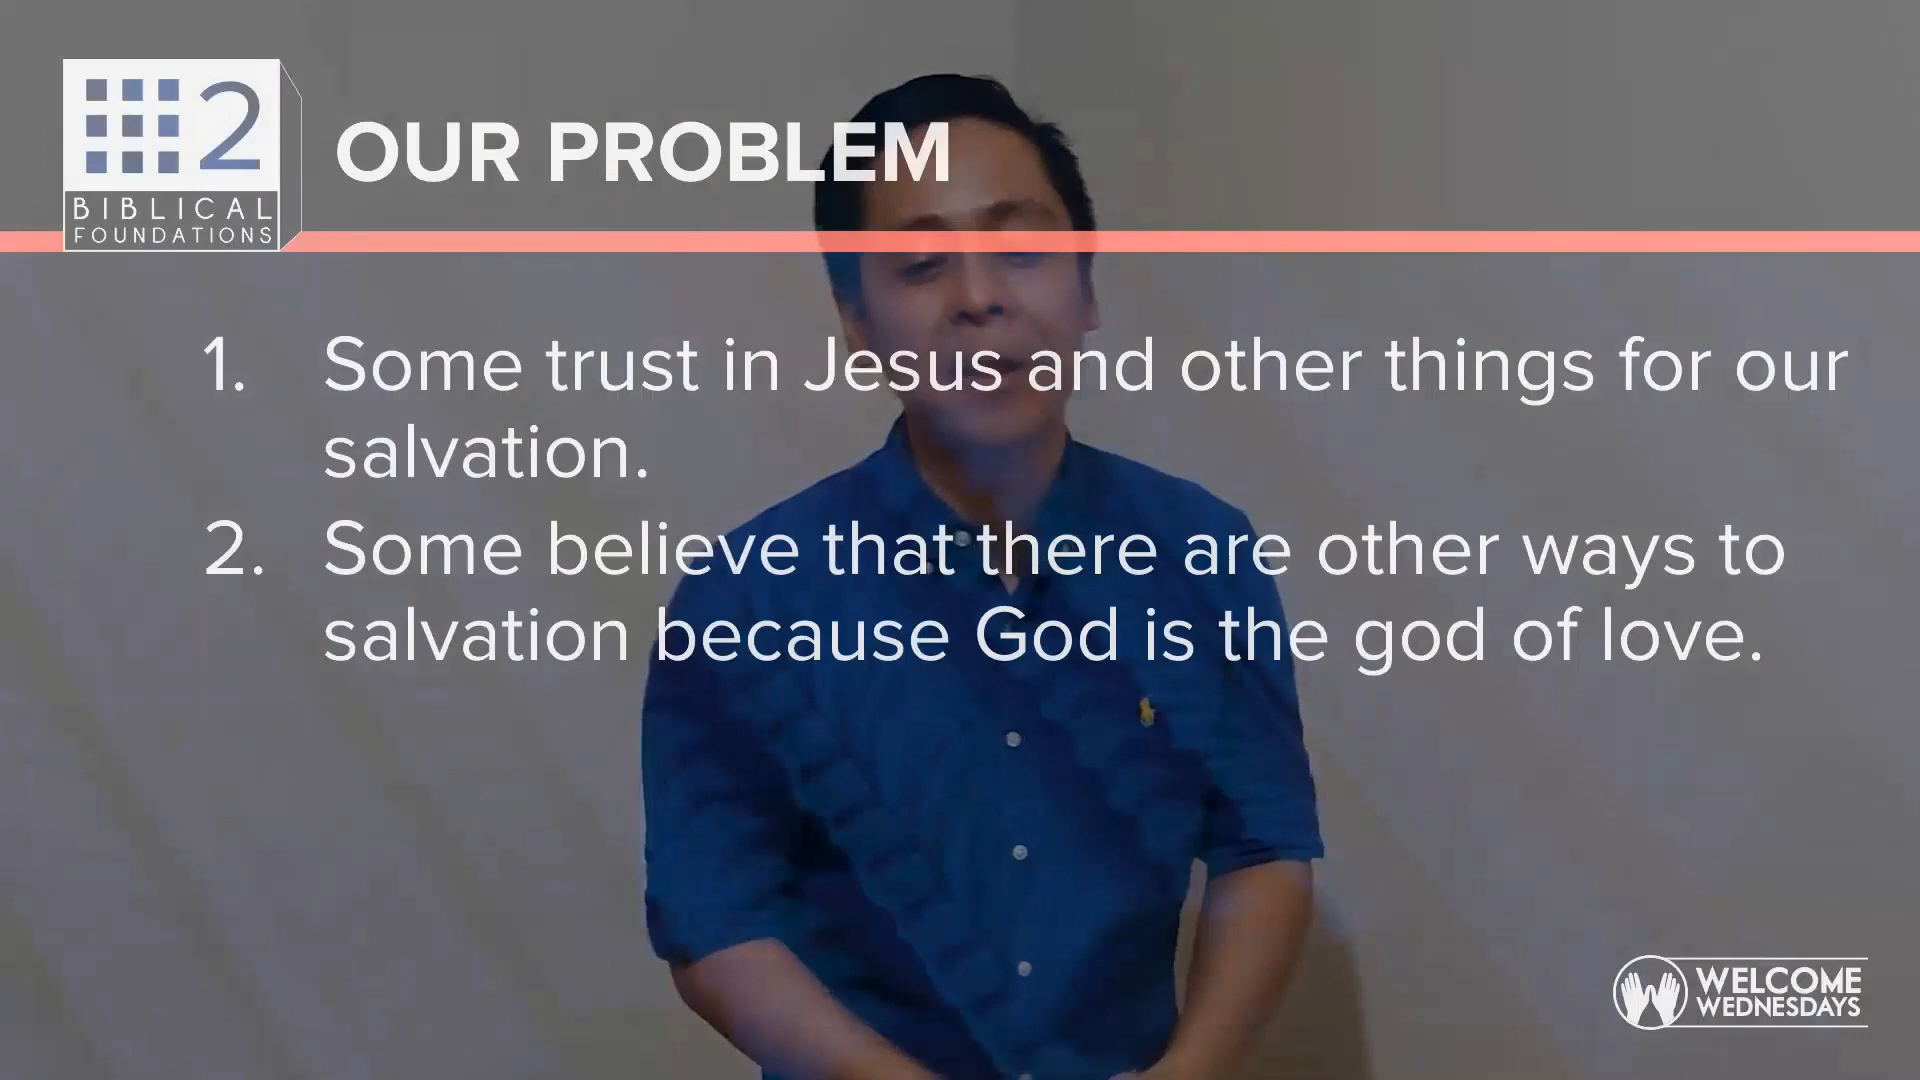 2
BIBLICAL
FOUNDATIONS
OUR PROBLEM
1. Some trust in Jesus and other things for our
salvation.
2. Some believe that there are other ways to
salvation because God is the god of love.
WELCOME
WEDNESDAYS